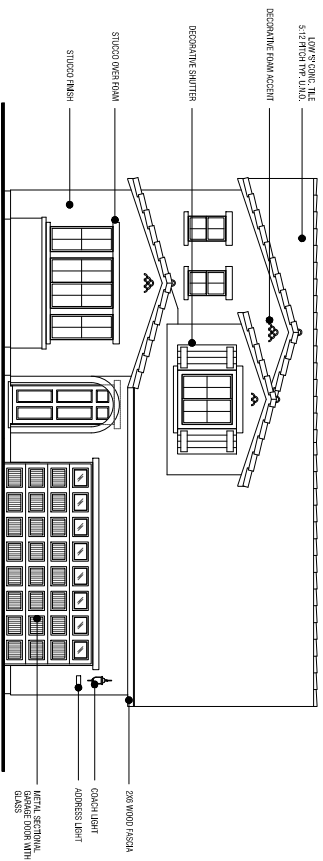 LOW 'S' CONC. TILE
5:12 PITCH TYP. U.N.O.
DECORATIVE FOAM ACCENT
DECORATIVE SHUTTER
STUCCO OVER FOAM
STUCCO FINISH
2X6 WOOD FASCIA
COACH LIGHT
ADDRESS LIGHT
METAL SECTIONAL
GARAGE DOOR WITH
GLASS